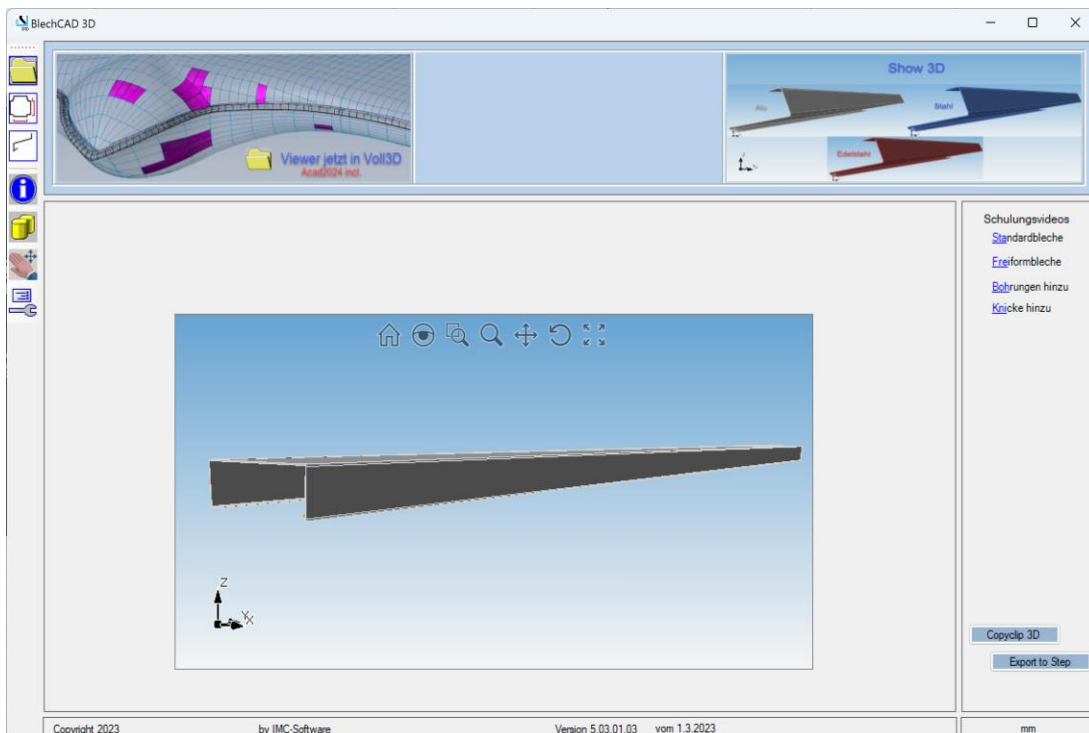 BlechCAD 3D
Viewer jetzt in Voll3D
Acad2024 incl.
Show 3D
Alu
Stahl
Edelstahl
Schulungsvideos
Standardbleche
Freiformbleche
Bohrungen hinzu
Knicke hinzu
Z
Y
X
Copyclip 3D
Export to Step
Copyright 2023 by IMC-Software Version 5.03.01.03 vom 1.3.2023 mm